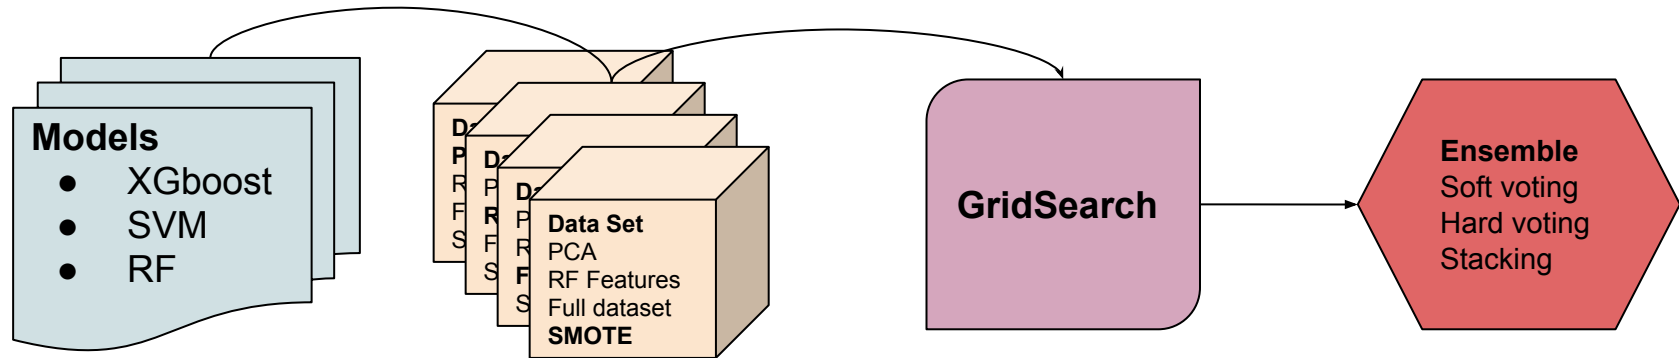 Models
● XGboost
● SVM
● RF
Data Set
PCA
RF Features
Full dataset
SMOTE
GridSearch
Ensemble
Soft voting
Hard voting
Stacking